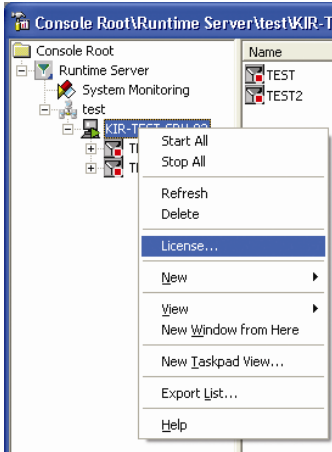 Console Root\Runtime Server\test\KIR-T
Console Root
Name
Runtime Server
TEST
System Monitoring
TEST2
test
Start All
Stop All
Refresh
Delete
License...
New
View
New Window from Here
New Taskpad View...
Export List...
Help